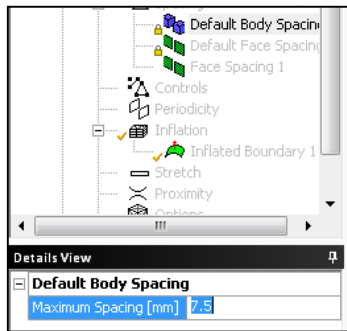 Default Body Spacin
Default Face Spacing
Face Spacing 1
Controls
Periodicity
Inflation
Inflated Boundary 1
Stretch
Proximity
Options
Details View
Default Body Spacing
Maximum Spacing [mm] 7.5